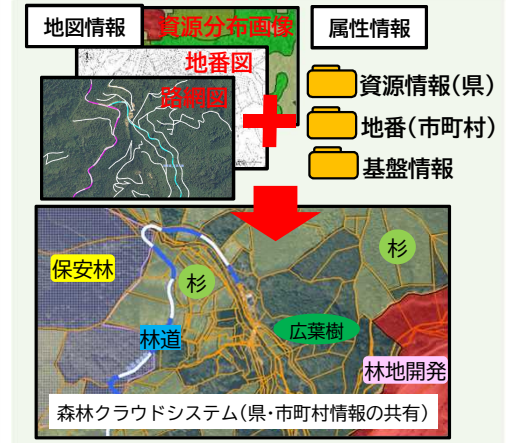 地図情報
資源分布画像
地番図
路網図
属性情報
資源情報（県）
地番（市町村）
基盤情報
保安林
杉
杉
林道
広葉樹
林地開発
森林クラウドシステム（県・市町村情報の共有）